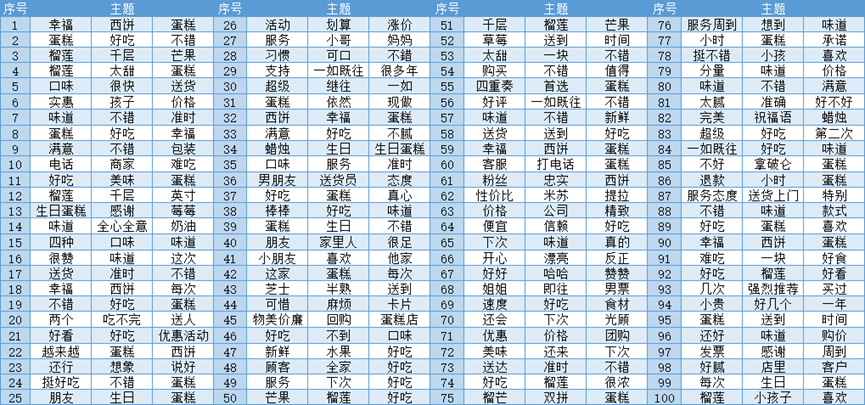 序号 主题 序号 主题 序号 主题 序号 主题
1 幸福 西饼 蛋糕 26 活动 划算 涨价 51 千层 榴莲 芒果 76 服务周到 想到 味道
2 蛋糕 好吃 不错 27 服务 小哥 妈妈 52 草莓 送到 时间 77 小时 蛋糕 承诺
3 榴莲 千层 芒果 28 习惯 可口 不错 53 太甜 一块 不错 78 挺不错 小孩 喜欢
4 榴莲 太甜 蛋糕 29 支持 一如既往 很多年 54 购买 不错 值得 79 分量 味道 价格
5 口味 很快 送货 30 超级 继往 一如 55 四重奏 首选 蛋糕 80 味道 不错 满意
6 实惠 孩子 价格 31 蛋糕 依然 现做 56 好评 一如既往 不错 81 太腻 准确 好不好
7 味道 不错 准时 32 西饼 幸福 蛋糕 57 味道 不错 新鲜 82 完美 祝福语 蜡烛
8 蛋糕 好吃 幸福 33 满意 好吃 不腻 58 送货 送到 好吃 83 超级 好吃 第二次
9 满意 不错 包装 34 蜡烛 生日 生日蛋糕 59 幸福 西饼 蛋糕 84 一如既往 好吃 味道
10 电话 商家 难吃 35 口味 服务 准时 60 客服 打电话 蛋糕 85 不好 拿破仑 蛋糕
11 好吃 美味 蛋糕 36 男朋友 送货员 态度 61 粉丝 忠实 西饼 86 退款 小时 蛋糕
12 榴莲 千层 英寸 37 好吃 蛋糕 真心 62 性价比 米苏 提拉 87 服务态度 送货上门 特别
13 生日蛋糕 感谢 莓莓 38 棒棒 好吃 味道 63 价格 公司 精致 88 不错 味道 款式
14 味道 全心全意 奶油 39 蛋糕 生日 不错 64 便宜 信赖 好吃 89 好吃 蛋糕 喜欢
15 四种 口味 味道 40 朋友 家里人 很足 65 下次 味道 真的 90 幸福 西饼 蛋糕
16 很赞 味道 这次 41 小朋友 喜欢 他家 66 开心 漂亮 反正 91 难吃 一块 好食
17 送货 准时 不错 42 这家 蛋糕 每次 67 好好 哈哈 赞赞 92 好吃 榴莲 好看
18 幸福 西饼 每次 43 芝士 半熟 送到 68 姐姐 即往 男票 93 几次 强烈推荐 买过
19 不错 好吃 蛋糕 44 可惜 麻烦 卡片 69 速度 好吃 食材 94 小贵 好几个 一年
20 两个 吃不完 送人 45 物美价廉 回购 蛋糕店 70 还会 下次 光顾 95 蛋糕 送到 时间
21 好看 好吃 优惠活动 46 好吃 不到 口味 71 优惠 价格 团购 96 还好 味道 购价
22 越来越 蛋糕 西饼 47 新鲜 水果 好吃 72 美味 还来 下次 97 发票 感谢 周到
23 还行 想象 说好 48 顾客 全家 好吃 73 送达 准时 不错 98 好腻 店里 客户
24 挺好吃 不错 蛋糕 49 服务 下次 好吃 74 好吃 榴莲 很浓 99 每次 生日 蛋糕
25 朋友 生日 蛋糕 50 芒果 榴莲 好吃 75 榴芒 双拼 蛋糕 100 榴莲 小孩子 喜欢